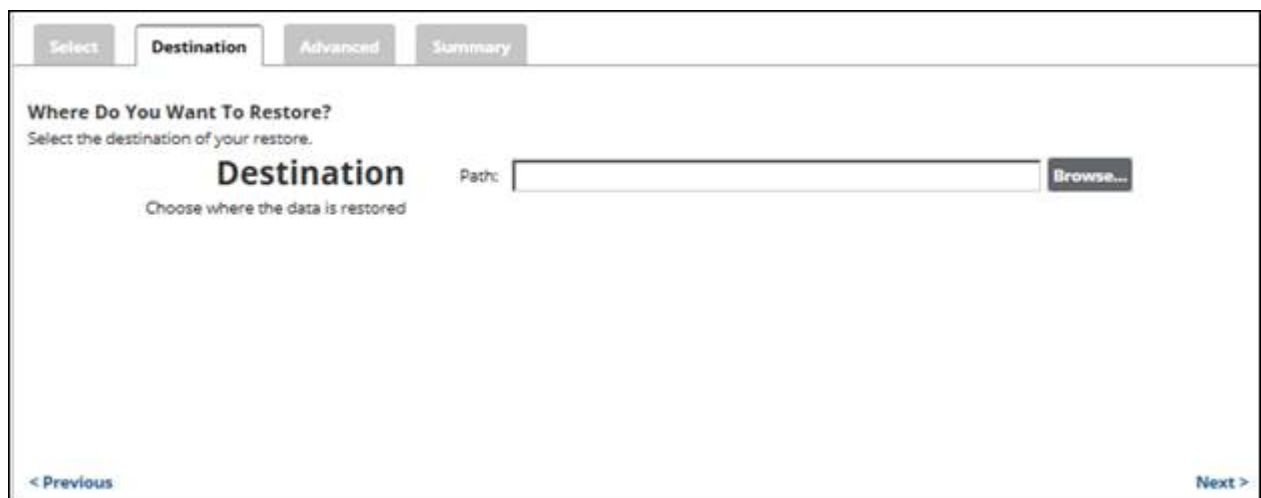 Select Destination Advanced Summary
Where Do You Want To Restore?
Select the destination of your restore.
Destination Path: Browse...
Choose where the data is restored
< Previous Next >